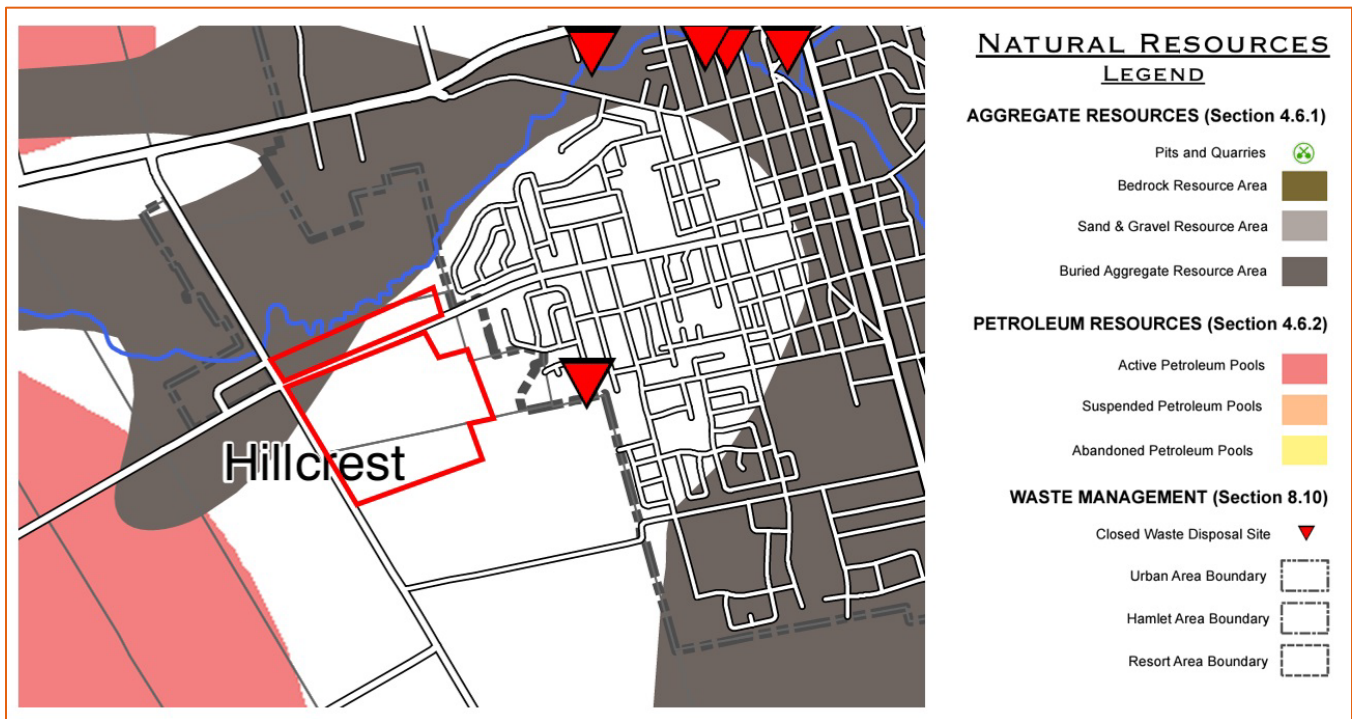 Hillcrest
NATURAL RESOURCES
LEGEND
AGGREGATE RESOURCES (Section 4.6.1)
Pits and Quarries
Bedrock Resource Area
Sand & Gravel Resource Area
Buried Aggregate Resource Area
PETROLEUM RESOURCES (Section 4.6.2)
Active Petroleum Pools
Suspended Petroleum Pools
Abandoned Petroleum Pools
WASTE MANAGEMENT (Section 8.10)
Closed Waste Disposal Site
Urban Area Boundary
Hamlet Area Boundary
Resort Area Boundary